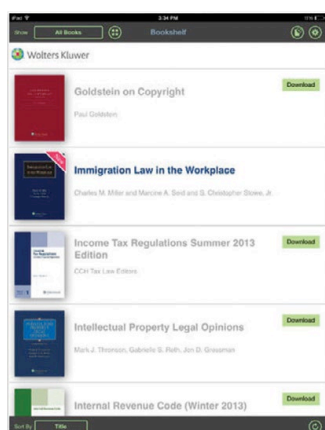 iPad
3:34 PM
Show
All Books
Bookshelf
Wolters Kluwer
Goldstein on Copyright
Download
Paul Goldstein
New
Immigration Law in the Workplace
Charles M. Miller and Marcine A. Seid and S. Christopher Stowe, Jr.
Income Tax Regulations Summer 2013
Edition
Download
CCH Tax Law Editors
Intellectual Property Legal Opinions
Download
Mark J. Thronson, Gabrielle S. Roth, Jon D. Grossman
Internal Revenue Code (Winter 2013)
Download
Sort By
Title